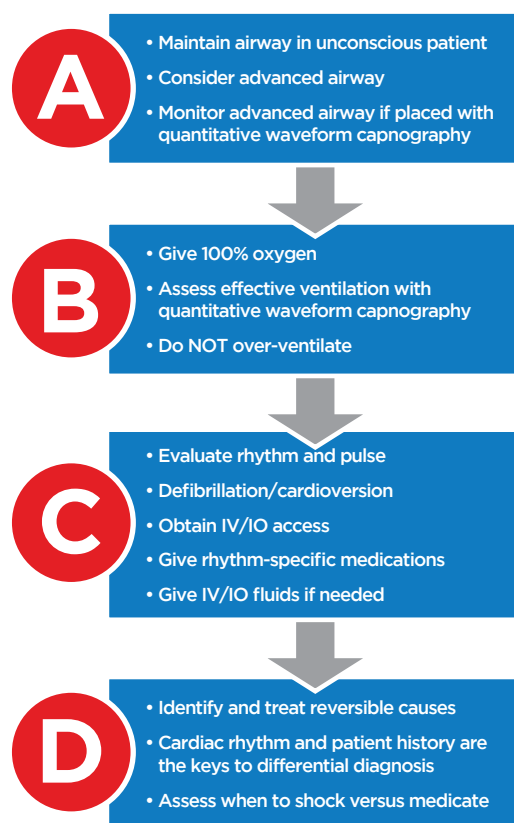 A
• Maintain airway in unconscious patient
• Consider advanced airway
• Monitor advanced airway if placed with
quantitative waveform capnography
B
• Give 100% oxygen
• Assess effective ventilation with
quantitative waveform capnography
• Do NOT over-ventilate
C
• Evaluate rhythm and pulse
• Defibrillation/cardioversion
• Obtain IV/IO access
• Give rhythm-specific medications
• Give IV/IO fluids if needed
D
• Identify and treat reversible causes
• Cardiac rhythm and patient history are
the keys to differential diagnosis
• Assess when to shock versus medicate